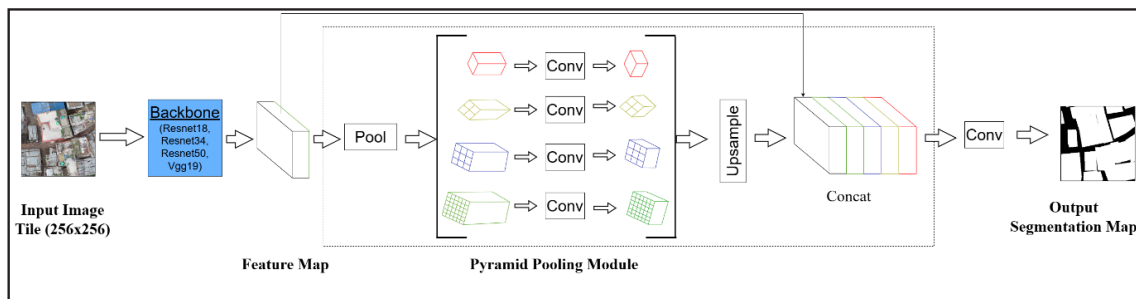 Input Image
Tile (256x256)
Backbone
(Resnet18,
Resnet34,
Resnet50,
Vgg19)
Feature Map
Pool
Conv
Conv
Conv
Conv
Pyramid Pooling Module
Upsample
Concat
Conv
Output
Segmentation Map